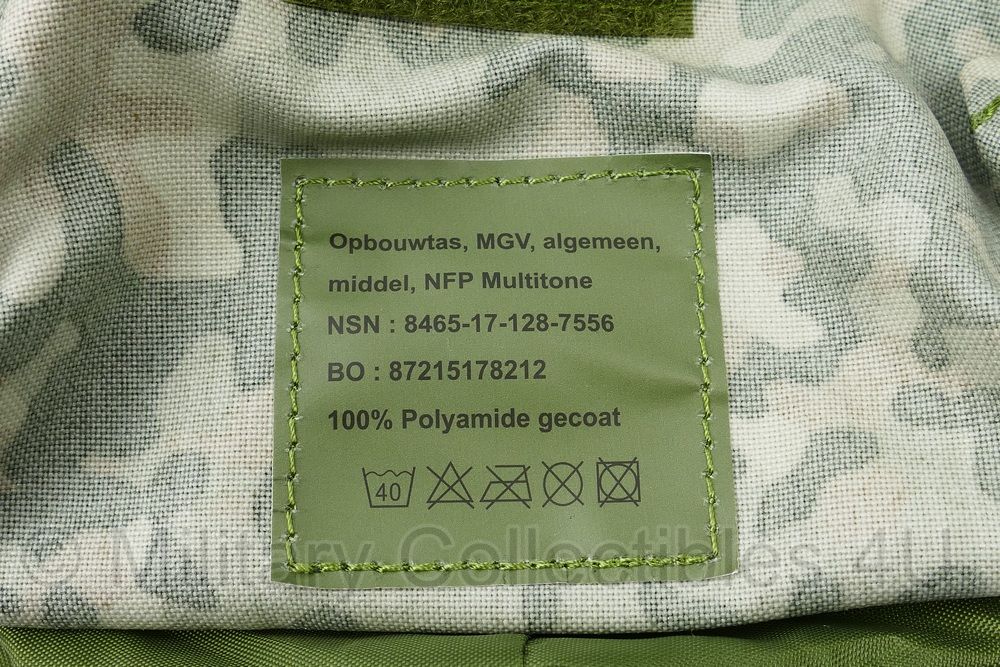 Opbouwtas, MGV, algemeen,
middel, NFP Multitone
NSN : 8465-17-128-7556
BO : 87215178212
100% Polyamide gecoat
40
© Military Collectibles 4U